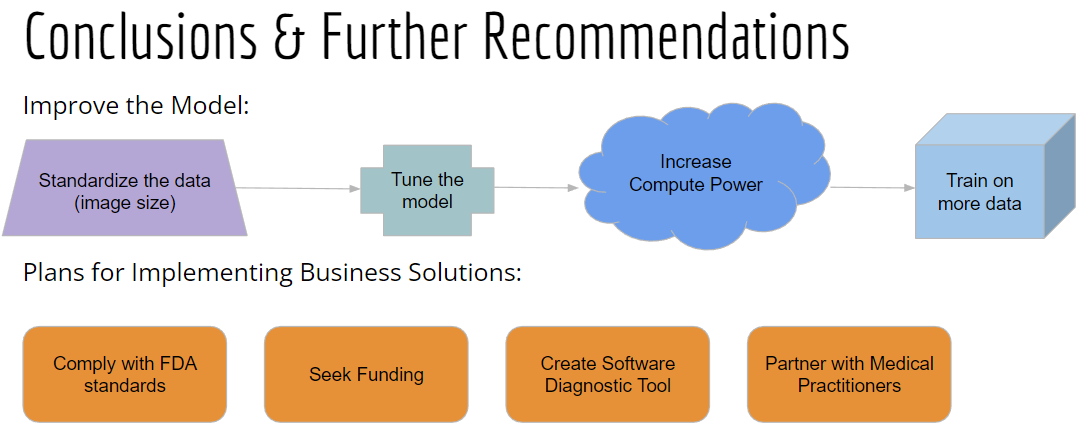 Conclusions & Further Recommendations
Improve the Model:
Standardize the data
(image size)
Tune the
model
Increase
Compute Power
Train on
more data
Plans for Implementing Business Solutions:
Comply with FDA
standards
Seek Funding
Create Software
Diagnostic Tool
Partner with Medical
Practitioners